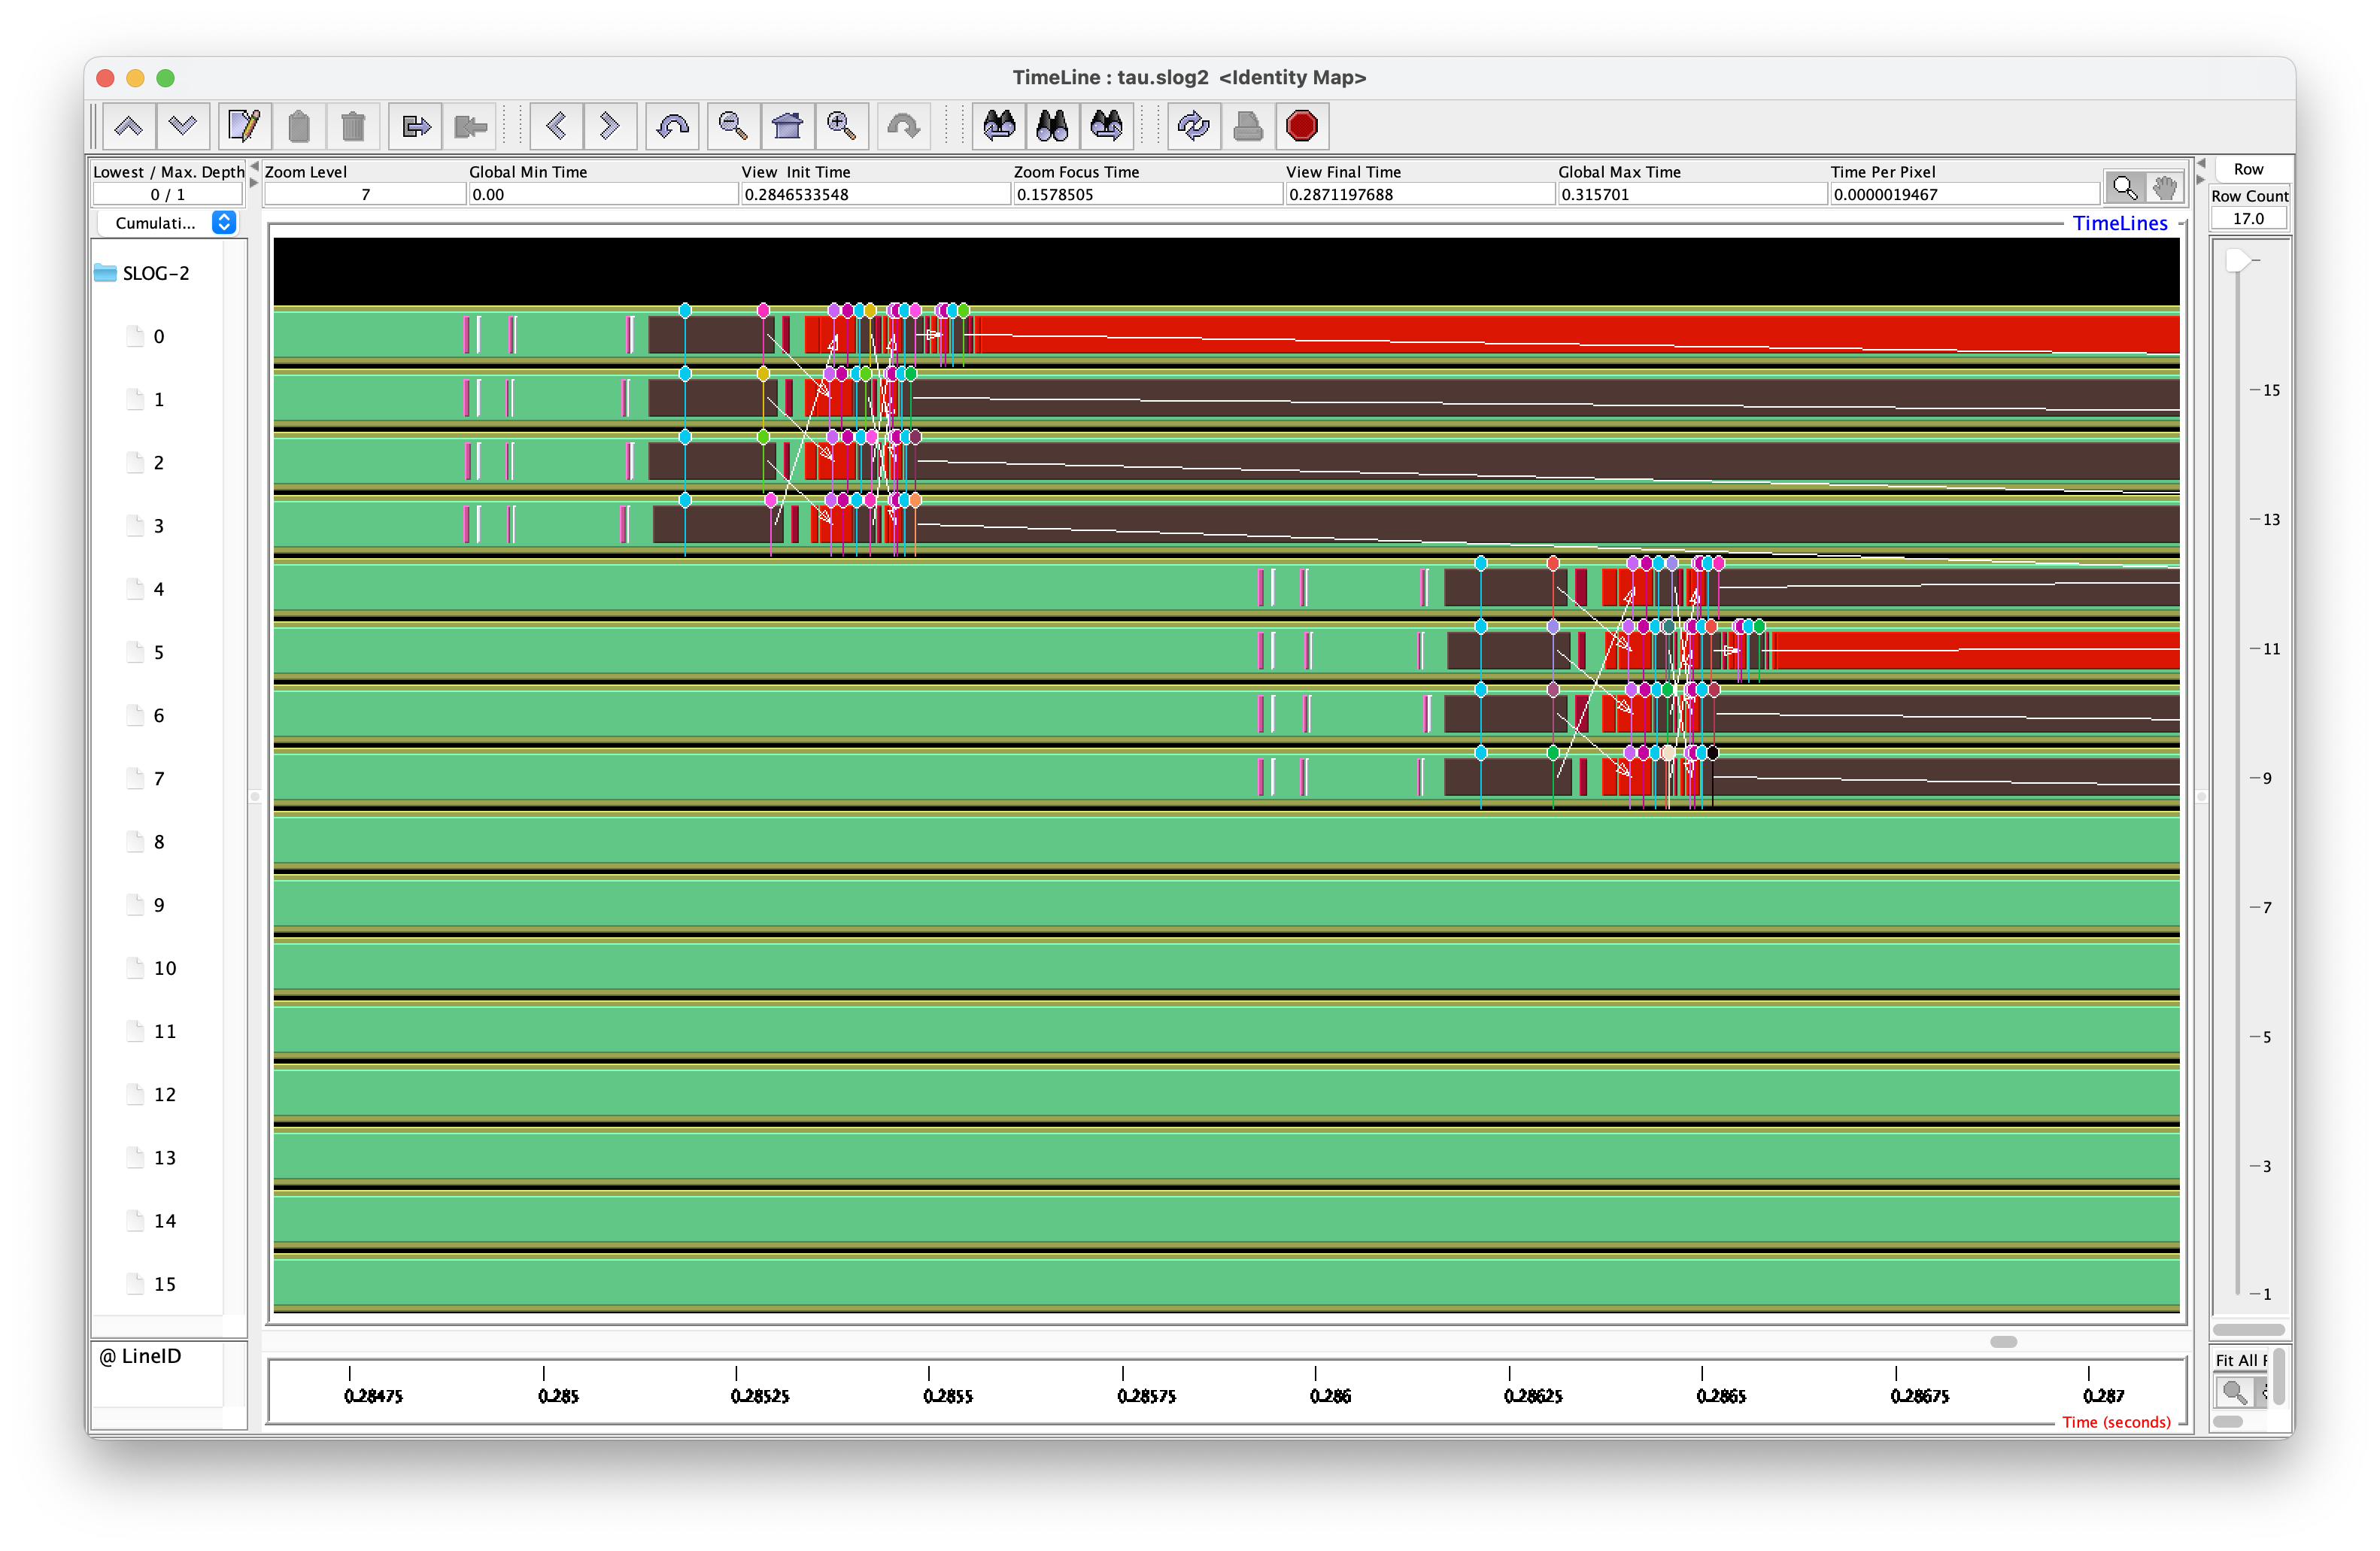 TimeLine : tau.slog2 <Identity Map>
Lowest / Max. Depth Zoom Level Global Min Time View Init Time Zoom Focus Time View Final Time Global Max Time Time Per Pixel Row
0 / 1 7 0.00 0.2846533548 0.1578505 0.2871197688 0.315701 0.0000019467 Row Count
Cumulati... TimeLines 17.0
SLOG-2
0
1
2
3
4
5
6
7
8
9
10
11
12
13
14
15
15
13
11
9
7
5
3
1
@ LineID
Fit All
0.28475 0.285 0.28525 0.2855 0.28575 0.286 0.28625 0.2865 0.28675 0.287
Time (seconds)